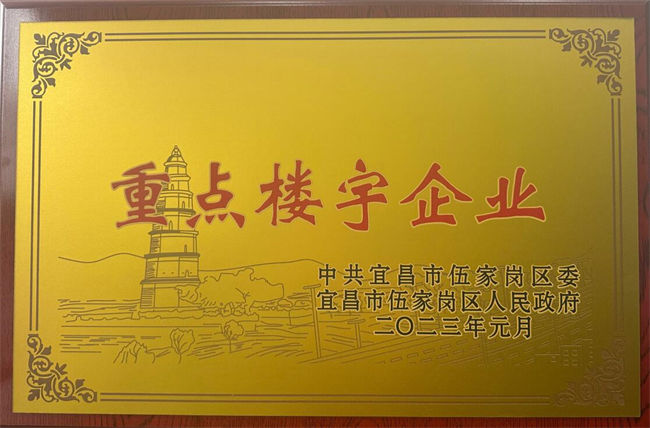 重点楼宇企业
中共宜昌市伍家岗区委
宜昌市伍家岗区人民政府
二〇二三年元月